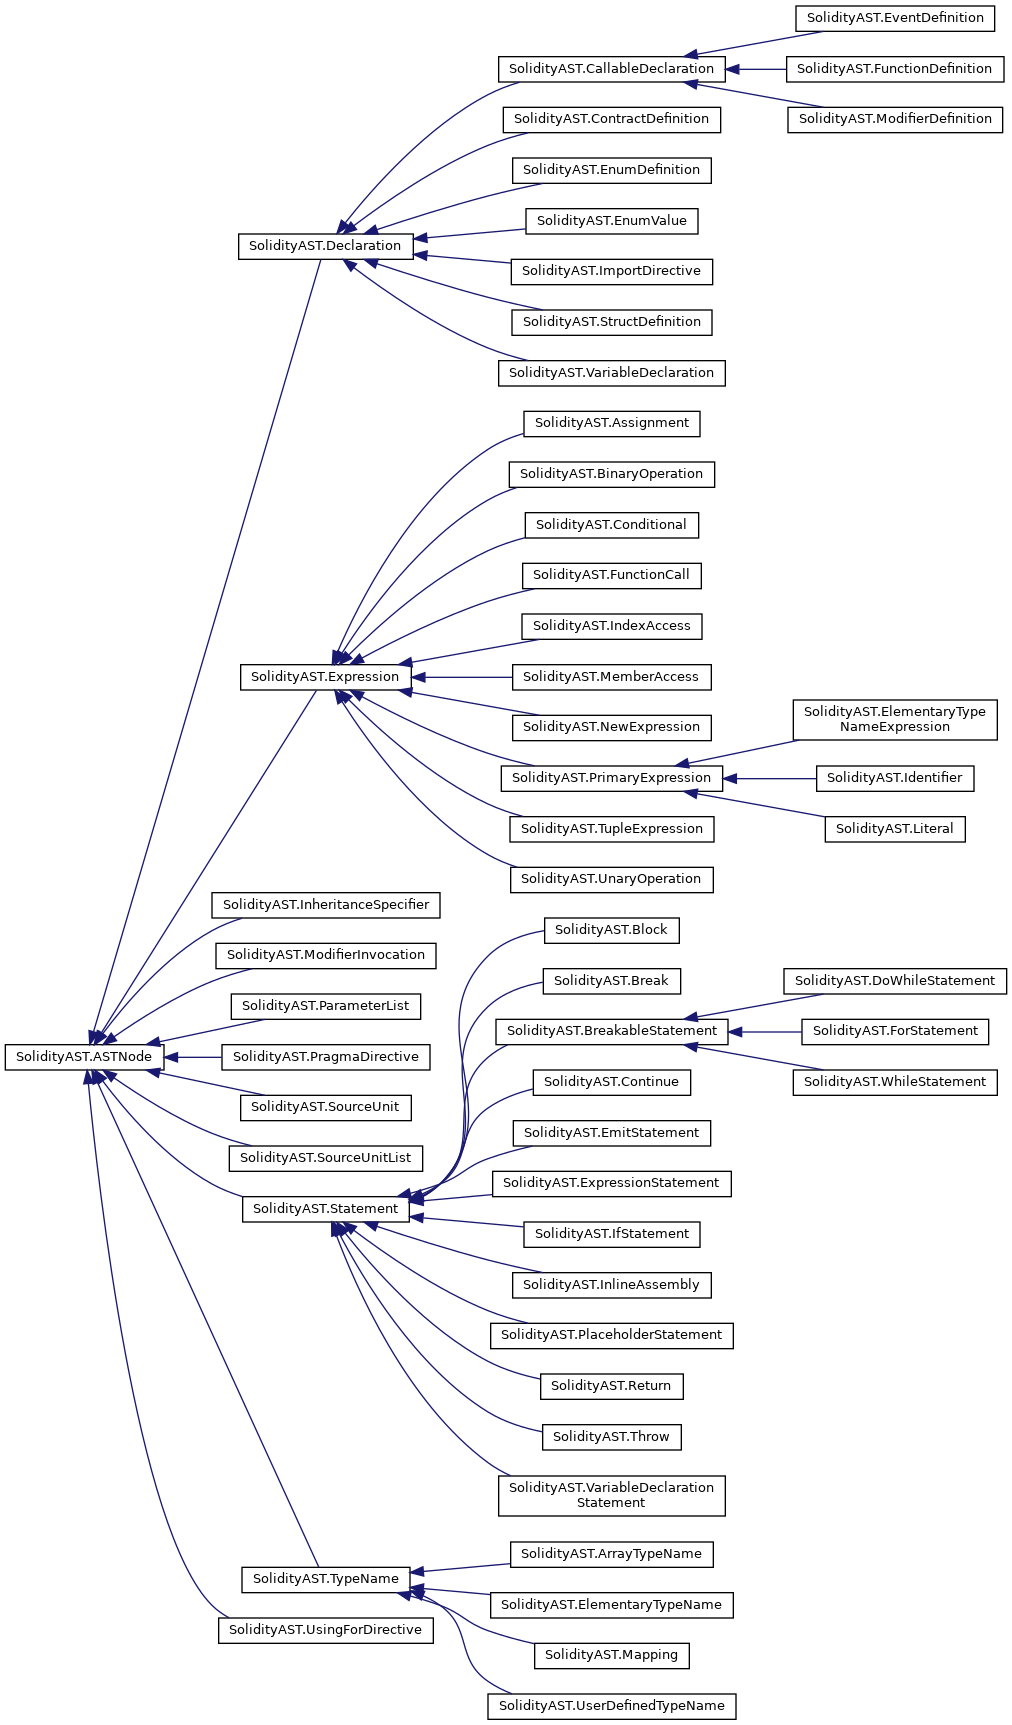 SolidityAST.EventDefinition
SolidityAST.CallableDeclaration
SolidityAST.FunctionDefinition
SolidityAST.ContractDefinition
SolidityAST.ModifierDefinition
SolidityAST.EnumDefinition
SolidityAST.EnumValue
SolidityAST.Declaration
SolidityAST.ImportDirective
SolidityAST.StructDefinition
SolidityAST.VariableDeclaration
SolidityAST.Assignment
SolidityAST.BinaryOperation
SolidityAST.Conditional
SolidityAST.FunctionCall
SolidityAST.IndexAccess
SolidityAST.Expression
SolidityAST.MemberAccess
SolidityAST.NewExpression
SolidityAST.ElementaryType
NameExpression
SolidityAST.PrimaryExpression
SolidityAST.Identifier
SolidityAST.TupleExpression
SolidityAST.Literal
SolidityAST.UnaryOperation
SolidityAST.InheritanceSpecifier
SolidityAST.Block
SolidityAST.ModifierInvocation
SolidityAST.Break
SolidityAST.DoWhileStatement
SolidityAST.ParameterList
SolidityAST.BreakableStatement
SolidityAST.ForStatement
SolidityAST.ASTNode
SolidityAST.PragmaDirective
SolidityAST.Continue
SolidityAST.WhileStatement
SolidityAST.SourceUnit
SolidityAST.EmitStatement
SolidityAST.SourceUnitList
SolidityAST.ExpressionStatement
SolidityAST.Statement
SolidityAST.IfStatement
SolidityAST.InlineAssembly
SolidityAST.PlaceholderStatement
SolidityAST.Return
SolidityAST.Throw
SolidityAST.VariableDeclaration
Statement
SolidityAST.ArrayTypeName
SolidityAST.TypeName
SolidityAST.ElementaryTypeName
SolidityAST.UsingForDirective
SolidityAST.Mapping
SolidityAST.UserDefinedTypeName